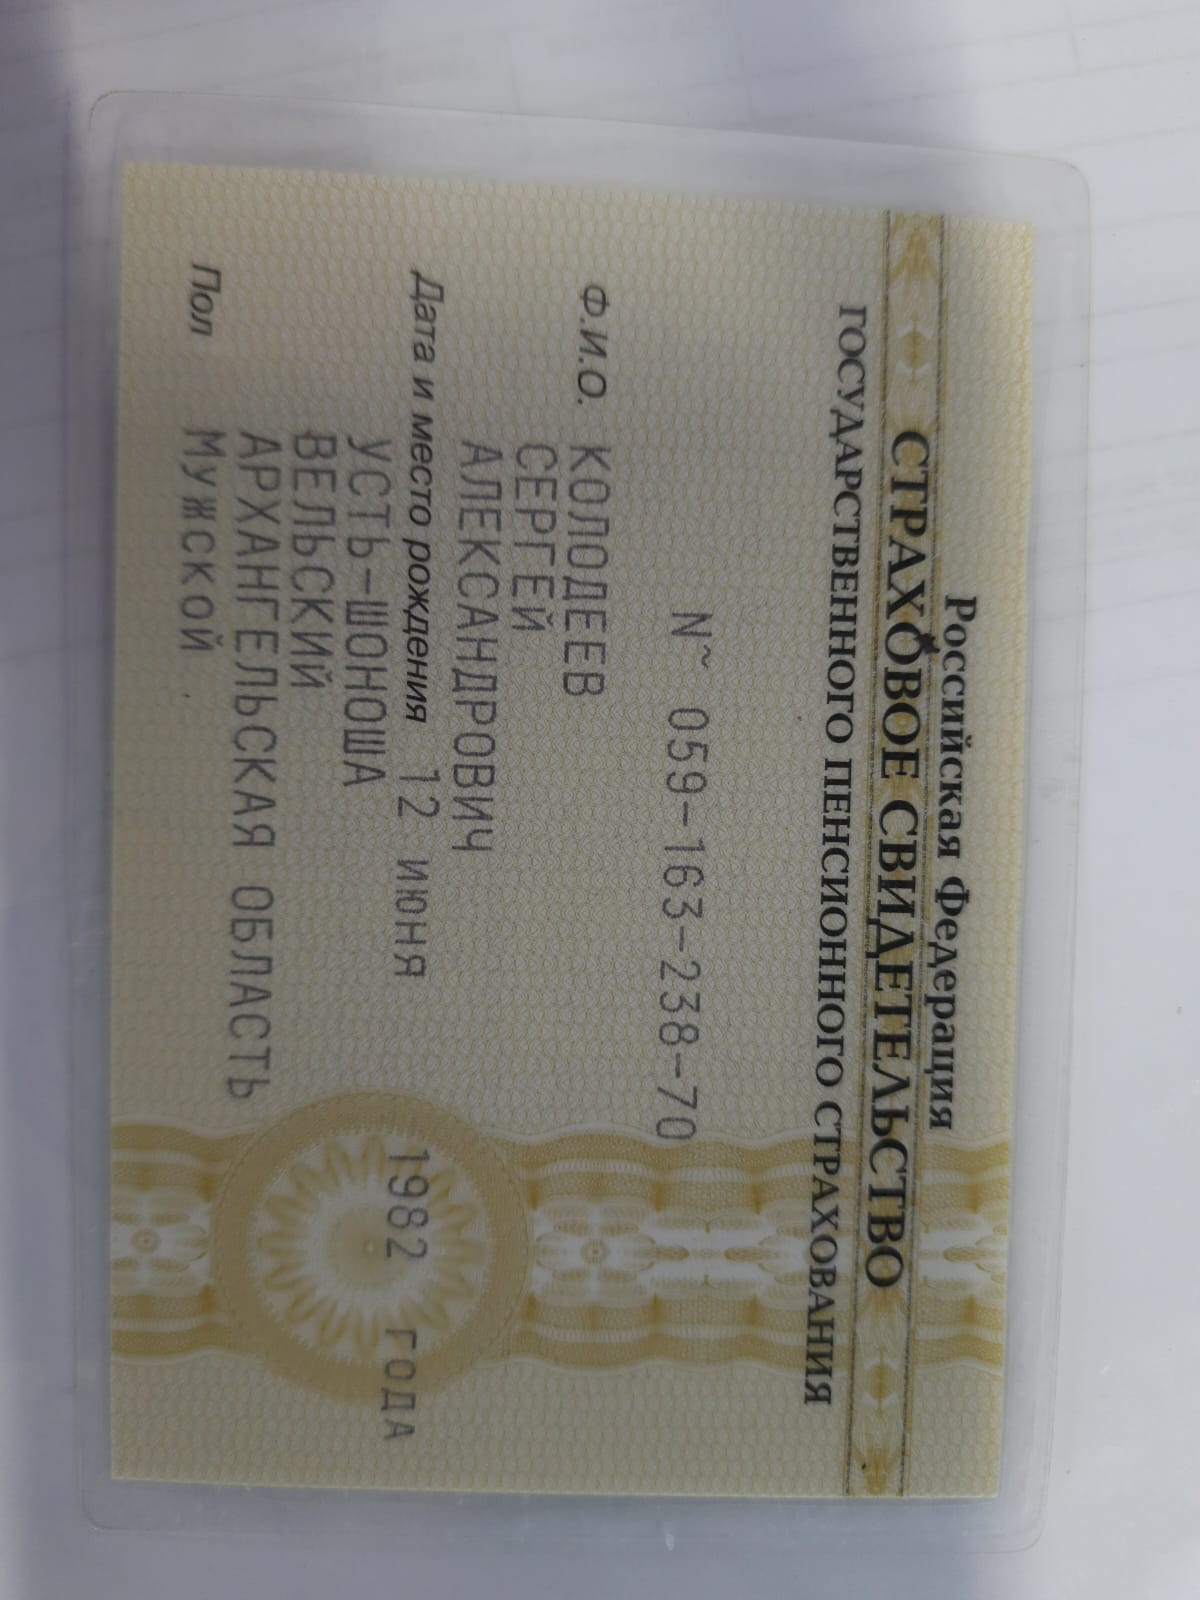 Российская Федерация
СТРАХОВОЕ СВИДЕТЕЛЬСТВО
ГОСУДАРСТВЕННОГО ПЕНСИОННОГО СТРАХОВАНИЯ
N~ 059-163-238-70
Ф.И.О. КОЛОДЕЕВ
СЕРГЕЙ
АЛЕКСАНДРОВИЧ
Дата и место рождения 12 ИЮНЯ 1982 ГОДА
УСТЬ-ШОНОША
ВЕЛЬСКИЙ
АРХАНГЕЛЬСКАЯ ОБЛАСТЬ
Пол МУЖСКОЙ